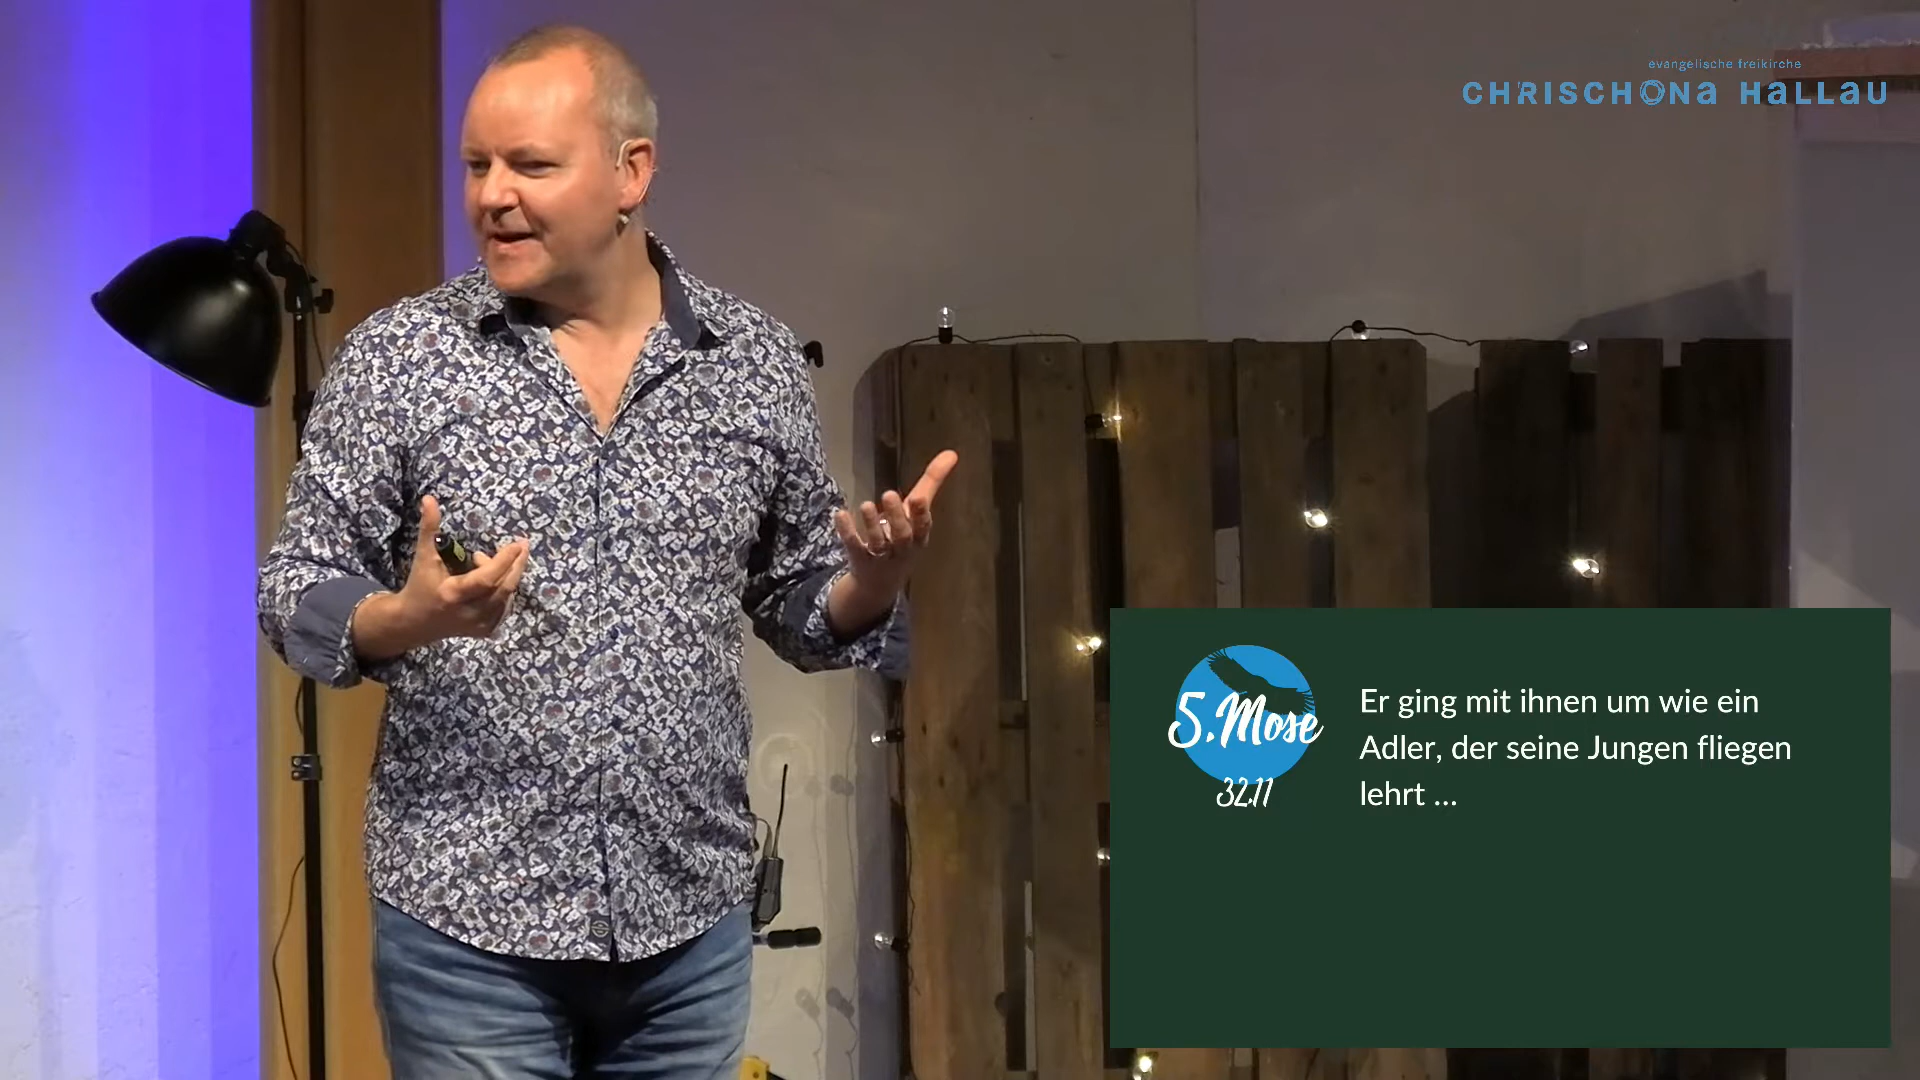 evangelische freikirche
CHRISCHONA HALLAU
5.Mose
32,11
Er ging mit ihnen um wie ein
Adler, der seine Jungen fliegen
lehrt ...